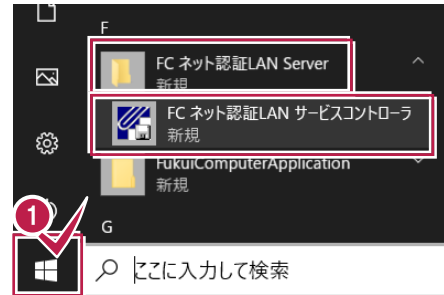 F
FC ネット認証LAN Server
新規
FC ネット認証LAN サービスコントローラ
新規
FukuiComputerApplication
新規
1
G
ここに入力して検索